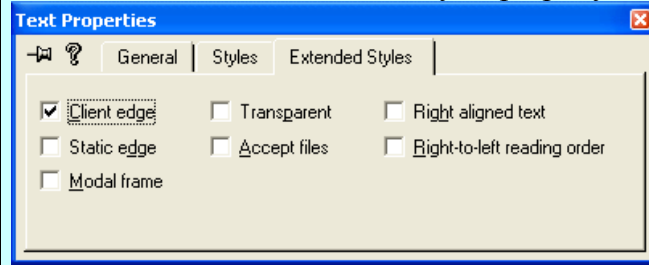 Text Properties
General Styles Extended Styles
Client edge Transparent Right aligned text
Static edge Accept files Right-to-left reading order
Modal frame